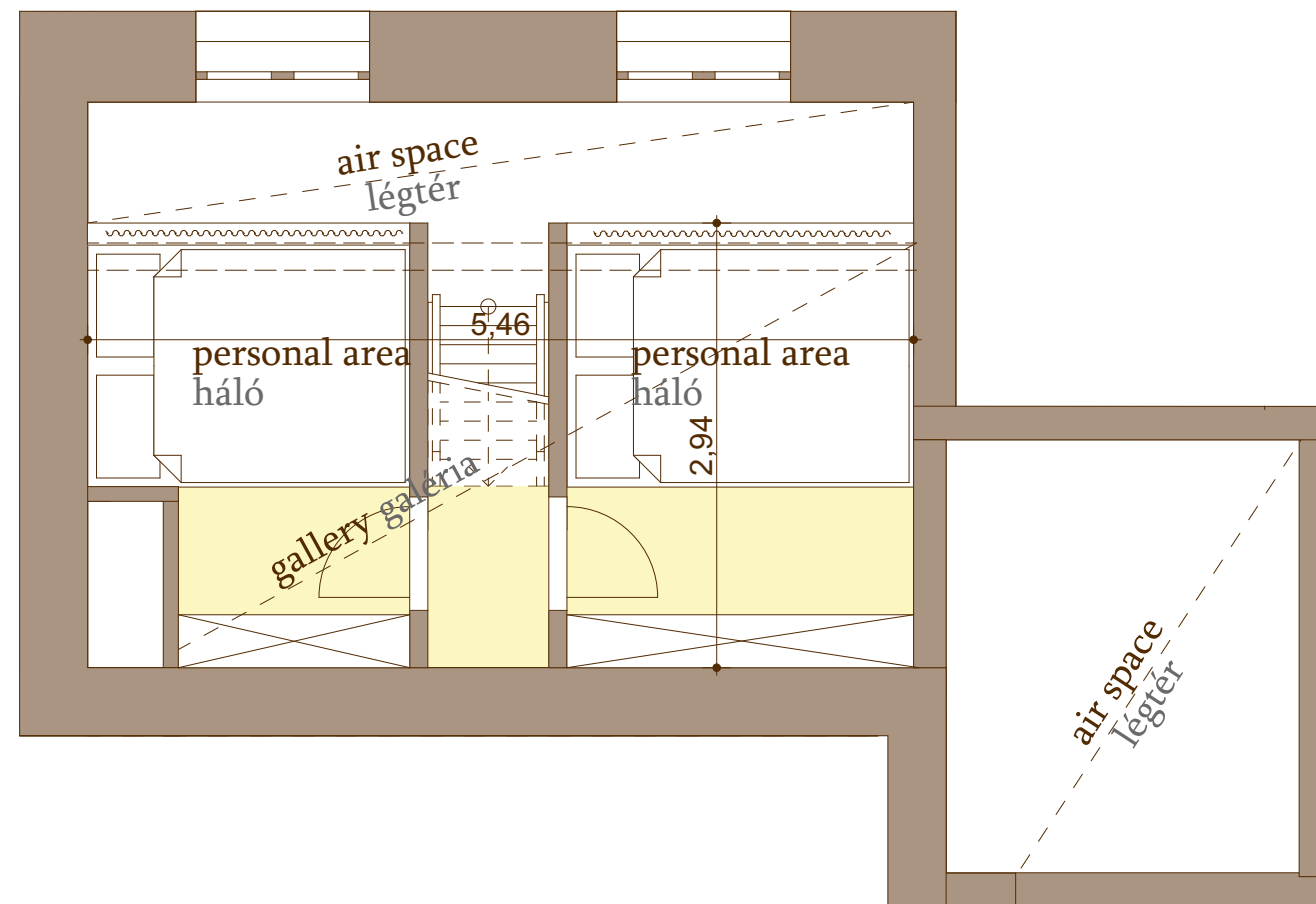 air space
légtér
5,46
personal area
háló
personal area
háló
2,94
gallery galéria
air space
légtér